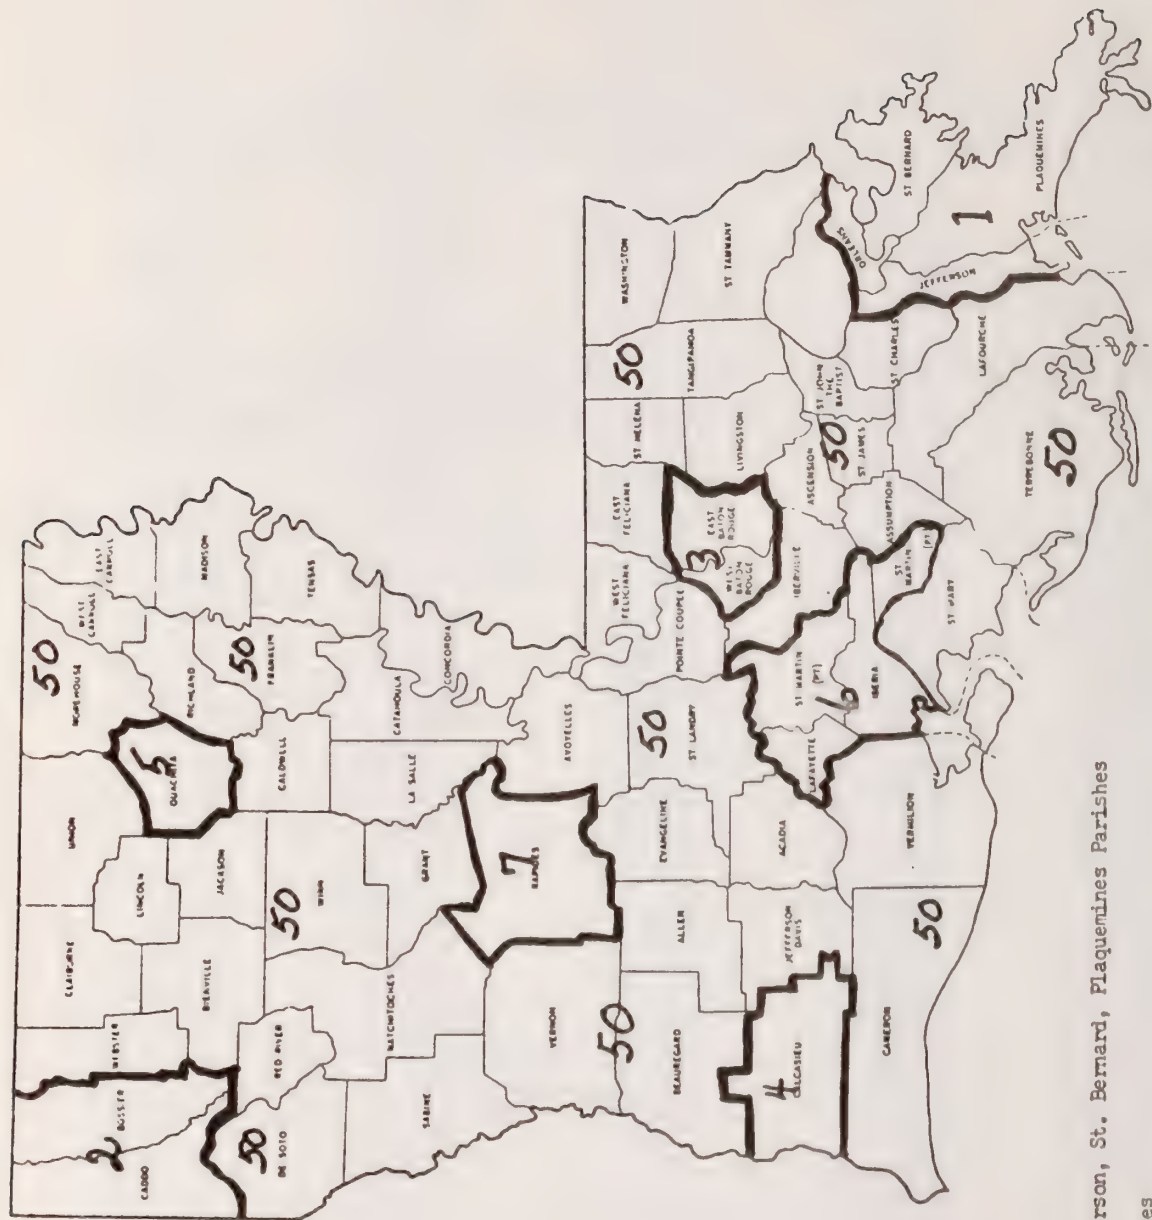 CADDO
2
BOSSIER
WEBSTER
CLAIBORNE
LINCOLN
UNION
5
OUACHITA
MOREHOUSE
50
WEST CARROLL
EAST CARROLL
MADISON
RICHLAND
BIENVILLE
JACKSON
50
DE SOTO
RED RIVER
50
WINN
CALDWELL
50
FRANKLIN
TENSAS
SABINE
NATCHITOCHES
GRANT
LA SALLE
CATAHOULA
CONCORDIA
VERNON
7
RAPIDES
AVOYELLES
50
BEAUREGARD
ALLEN
EVANGELINE
50
ST LANDRY
POINTE COUPEE
WEST FELICIANA
EAST FELICIANA
ST HELENA
50
TANGIPAHOA
WASHINGTON
ST TAMMANY
4
CALCASIEU
JEFFERSON DAVIS
ACADIA
LAFAYETTE
ST MARTIN (PT)
6
IBERIA
IBERVILLE
3
WEST BATON ROUGE
EAST BATON ROUGE
LIVINGSTON
ASCENSION
50
ST JAMES
ST JOHN THE BAPTIST
ST CHARLES
ORLEANS
JEFFERSON
ST BERNARD
1
PLAQUEMINES
CAMERON
50
VERMILION
ST MARTIN (PT)
ASSUMPTION
ST MARY
TERREBONNE
50
LAFOURCHE
rson, St. Bernard, Plaquemines Parishes
es